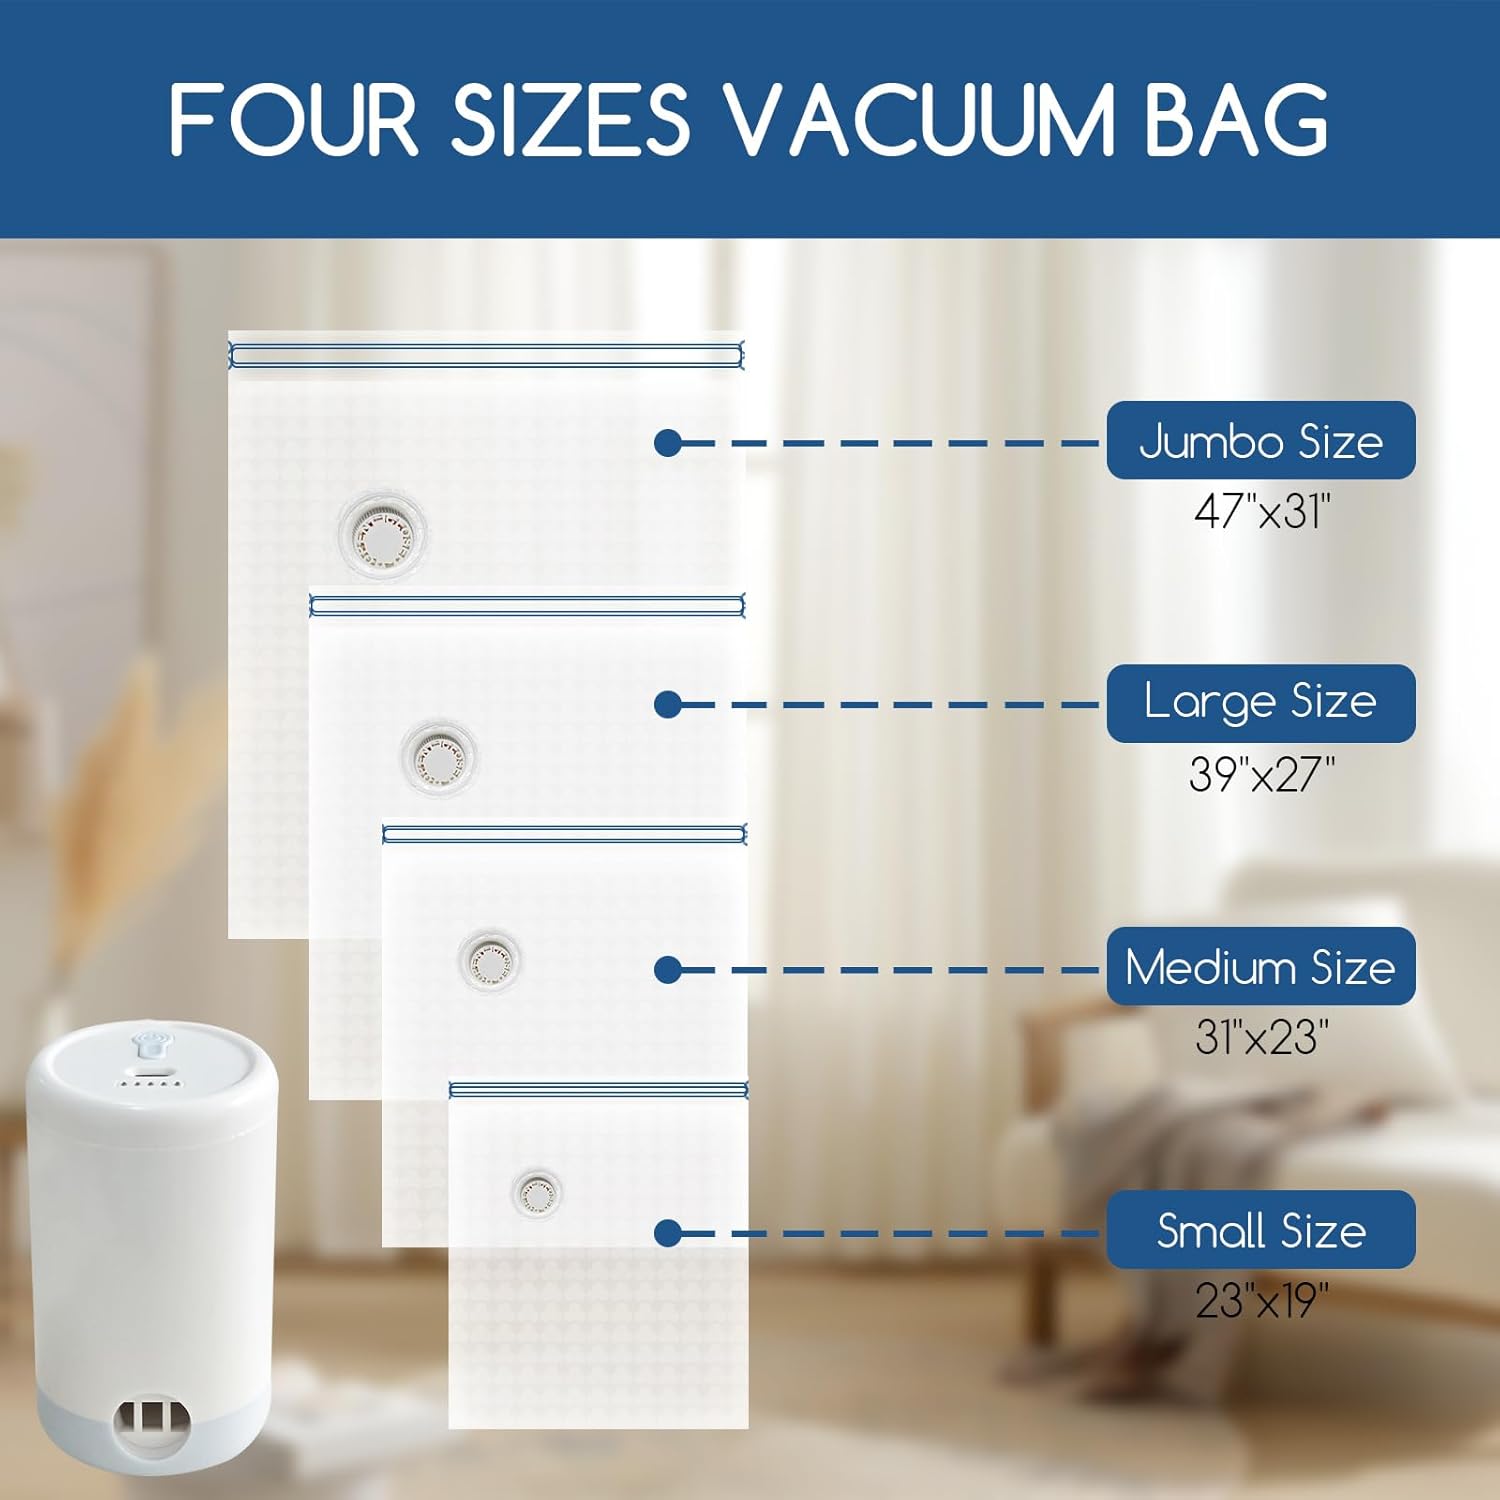 FOUR SIZES VACUUM BAG
Jumbo Size
47"x31"
Large Size
39"x27"
Medium Size
31"x23"
Small Size
23"x19"